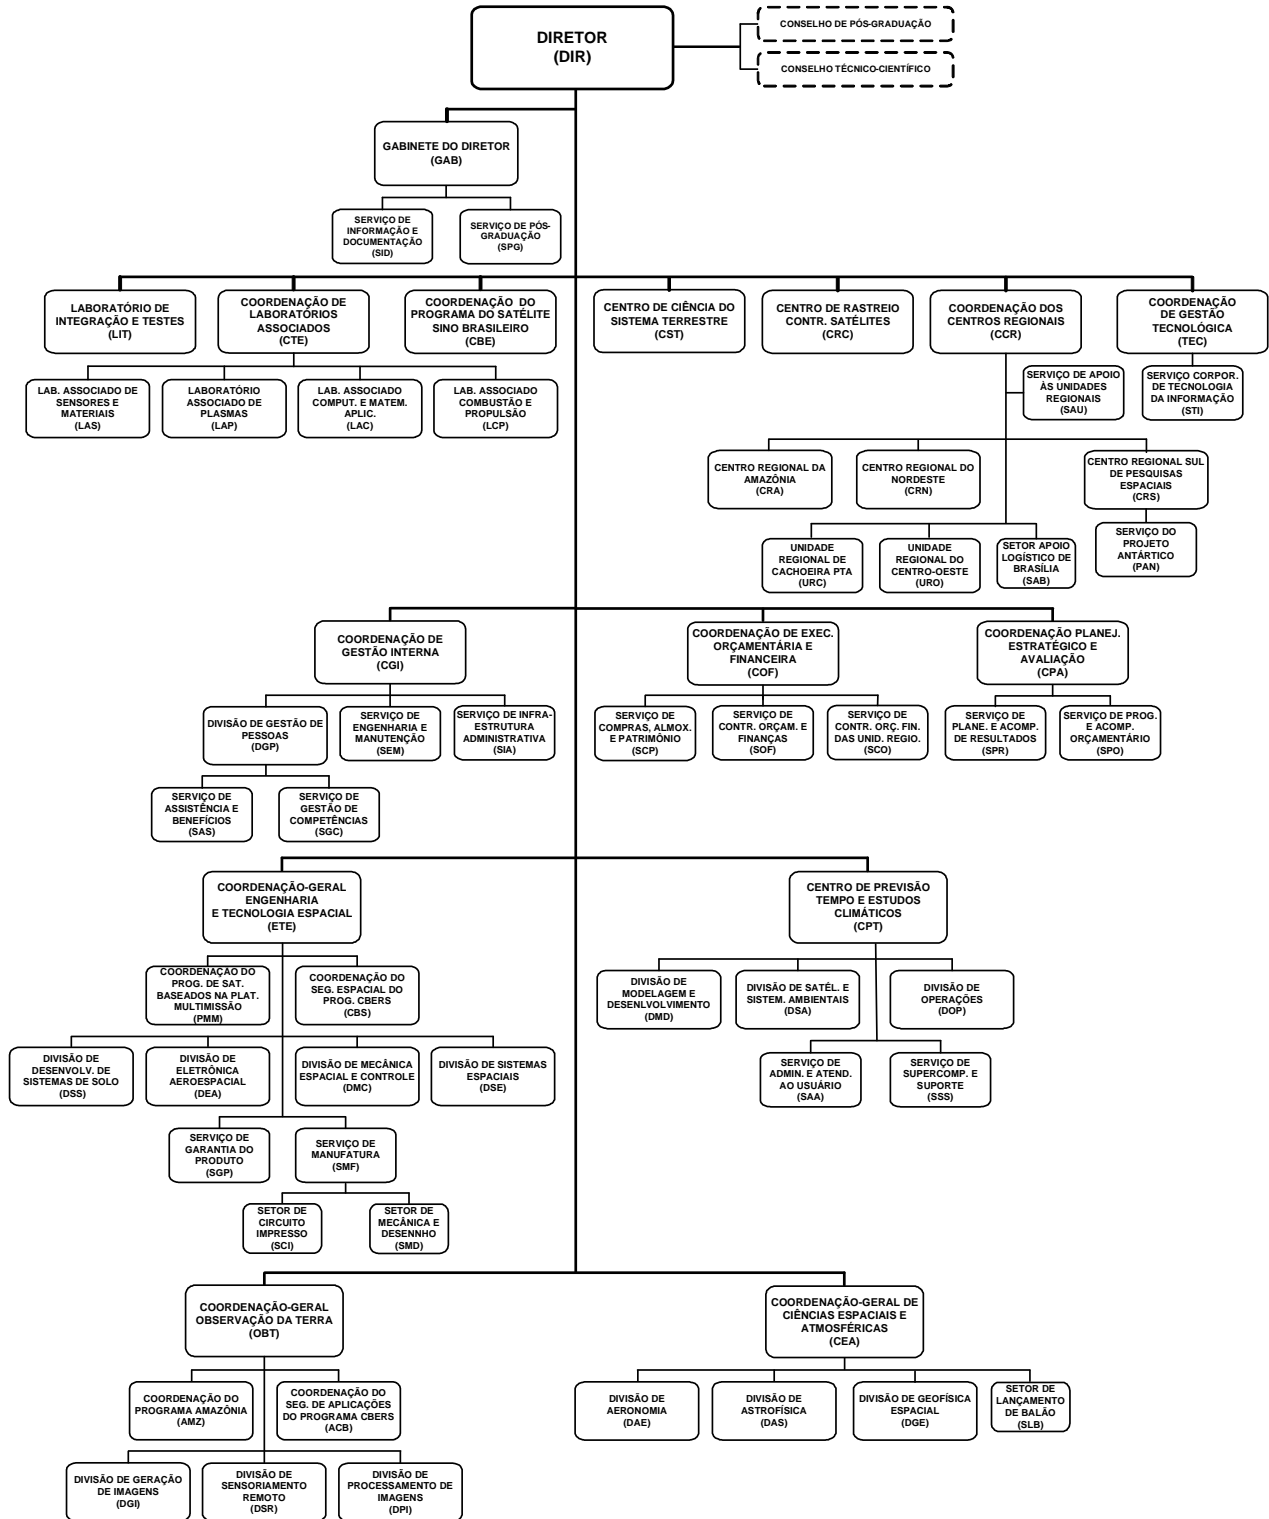 DIRETOR
(DIR)
CONSELHO DE PÓS-GRADUAÇÃO
CONSELHO TÉCNICO-CIENTÍFICO
GABINETE DO DIRETOR
(GAB)
SERVIÇO DE
INFORMAÇÃO E
DOCUMENTAÇÃO
(SID)
SERVIÇO DE PÓS-
GRADUAÇÃO
(SPG)
LABORATÓRIO DE
INTEGRAÇÃO E TESTES
(LIT)
COORDENAÇÃO DE
LABORATÓRIOS
ASSOCIADOS
(CTE)
COORDENAÇÃO DO
PROGRAMA DO SATÉLITE
SINO BRASILEIRO
(CBE)
CENTRO DE CIÊNCIA DO
SISTEMA TERRESTRE
(CST)
CENTRO DE RASTREIO
CONTR. SATÉLITES
(CRC)
COORDENAÇÃO DOS
CENTROS REGIONAIS
(CCR)
COORDENAÇÃO
DE GESTÃO
TECNOLÓGICA
(TEC)
LAB. ASSOCIADO DE
SENSORES E
MATERIAIS
(LAS)
LABORATÓRIO
ASSOCIADO DE
PLASMAS
(LAP)
LAB. ASSOCIADO
COMPUT. E MATEM.
APLIC.
(LAC)
LAB. ASSOCIADO
COMBUSTÃO E
PROPULSÃO
(LCP)
SERVIÇO DE APOIO
ÀS UNIDADES
REGIONAIS
(SAU)
SERVIÇO CORPOR.
DE TECNOLOGIA
DA INFORMAÇÃO
(STI)
CENTRO REGIONAL DA
AMAZÔNIA
(CRA)
CENTRO REGIONAL DO
NORDESTE
(CRN)
CENTRO REGIONAL SUL
DE PESQUISAS
ESPACIAIS
(CRS)
UNIDADE
REGIONAL DE
CACHOEIRA PTA
(URC)
UNIDADE
REGIONAL DO
CENTRO-OESTE
(URO)
SETOR APOIO
LOGÍSTICO DE
BRASÍLIA
(SAB)
SERVIÇO DO
PROJETO
ANTÁRTICO
(PAN)
COORDENAÇÃO DE
GESTÃO INTERNA
(CGI)
COORDENAÇÃO DE EXEC.
ORÇAMENTÁRIA E
FINANCEIRA
(COF)
COORDENAÇÃO PLANEJ.
ESTRATÉGICO E
AVALIAÇÃO
(CPA)
DIVISÃO DE GESTÃO DE
PESSOAS
(DGP)
SERVIÇO DE
ENGENHARIA E
MANUTENÇÃO
(SEM)
SERVIÇO DE INFRA-
ESTRUTURA
ADMINISTRATIVA
(SIA)
SERVIÇO DE
COMPRAS, ALMOX.
E PATRIMÔNIO
(SCP)
SERVIÇO DE
CONTR. ORÇAM. E
FINANÇAS
(SOF)
SERVIÇO DE
CONTR. ORÇ. FIN.
DAS UNID. REGIO.
(SCO)
SERVIÇO DE
PLANE. E ACOMP.
DE RESULTADOS
(SPR)
SERVIÇO DE PROG.
E ACOMP.
ORÇAMENTÁRIO
(SPO)
SERVIÇO DE
ASSISTÊNCIA E
BENEFÍCIOS
(SAS)
SERVIÇO DE
GESTÃO DE
COMPETÊNCIAS
(SGC)
COORDENAÇÃO-GERAL
ENGENHARIA
E TECNOLOGIA ESPACIAL
(ETE)
CENTRO DE PREVISÃO
TEMPO E ESTUDOS
CLIMÁTICOS
(CPT)
COORDENAÇÃO DO
PROG. DE SAT.
BASEADOS NA PLAT.
MULTIMISSÃO
(PMM)
COORDENAÇÃO DO
SEG. ESPACIAL DO
PROG. CBERS
(CBS)
DIVISÃO DE
MODELAGEM E
DESENLVOLVIMENTO
(DMD)
DIVISÃO DE SATÉL. E
SISTEM. AMBIENTAIS
(DSA)
DIVISÃO DE
OPERAÇÕES
(DOP)
DIVISÃO DE
DESENVOLV. DE
SISTEMAS DE SOLO
(DSS)
DIVISÃO DE
ELETRÔNICA
AEROESPACIAL
(DEA)
DIVISÃO DE MECÂNICA
ESPACIAL E CONTROLE
(DMC)
DIVISÃO DE SISTEMAS
ESPACIAIS
(DSE)
SERVIÇO DE
ADMIN. E ATEND.
AO USUÁRIO
(SAA)
SERVIÇO DE
SUPERCOMP. E
SUPORTE
(SSS)
SERVIÇO DE
GARANTIA DO
PRODUTO
(SGP)
SERVIÇO DE
MANUFATURA
(SMF)
SETOR DE
CIRCUITO
IMPRESSO
(SCI)
SETOR DE
MECÂNICA E
DESENNHO
(SMD)
COORDENAÇÃO-GERAL
OBSERVAÇÃO DA TERRA
(OBT)
COORDENAÇÃO-GERAL DE
CIÊNCIAS ESPACIAIS E
ATMOSFÉRICAS
(CEA)
COORDENAÇÃO DO
PROGRAMA AMAZÔNIA
(AMZ)
COORDENAÇÃO DO
SEG. DE APLICAÇÕES
DO PROGRAMA CBERS
(ACB)
DIVISÃO DE
AERONOMIA
(DAE)
DIVISÃO DE
ASTROFÍSICA
(DAS)
DIVISÃO DE GEOFÍSICA
ESPACIAL
(DGE)
SETOR DE
LANÇAMENTO
DE BALÃO
(SLB)
DIVISÃO DE GERAÇÃO
DE IMAGENS
(DGI)
DIVISÃO DE
SENSORIAMENTO
REMOTO
(DSR)
DIVISÃO DE
PROCESSAMENTO DE
IMAGENS
(DPI)